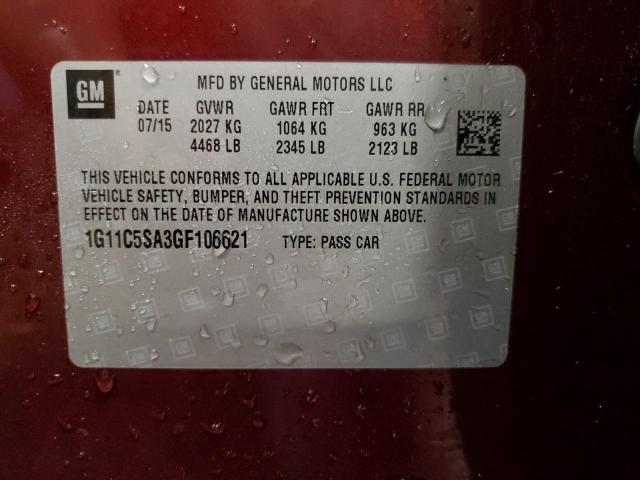 GM
MFD BY GENERAL MOTORS LLC
DATE GVWR GAWR FRT GAWR RR
07/15 2027 KG 1064 KG 963 KG
4468 LB 2345 LB 2123 LB
THIS VEHICLE CONFORMS TO ALL APPLICABLE U.S. FEDERAL MOTOR
VEHICLE SAFETY, BUMPER, AND THEFT PREVENTION STANDARDS IN
EFFECT ON THE DATE OF MANUFACTURE SHOWN ABOVE.
1G11C5SA3GF106621 TYPE: PASS CAR